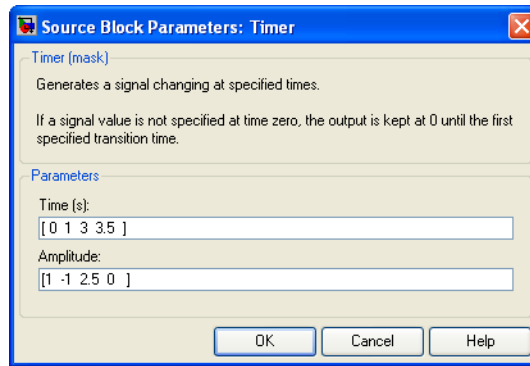 Source Block Parameters: Timer
Timer (mask)
Generates a signal changing at specified times.
If a signal value is not specified at time zero, the output is kept at 0 until the first
specified transition time.
Parameters
Time (s):
[ 0 1 3 3.5 ]
Amplitude:
[1 -1 2.5 0 ]
OK Cancel Help